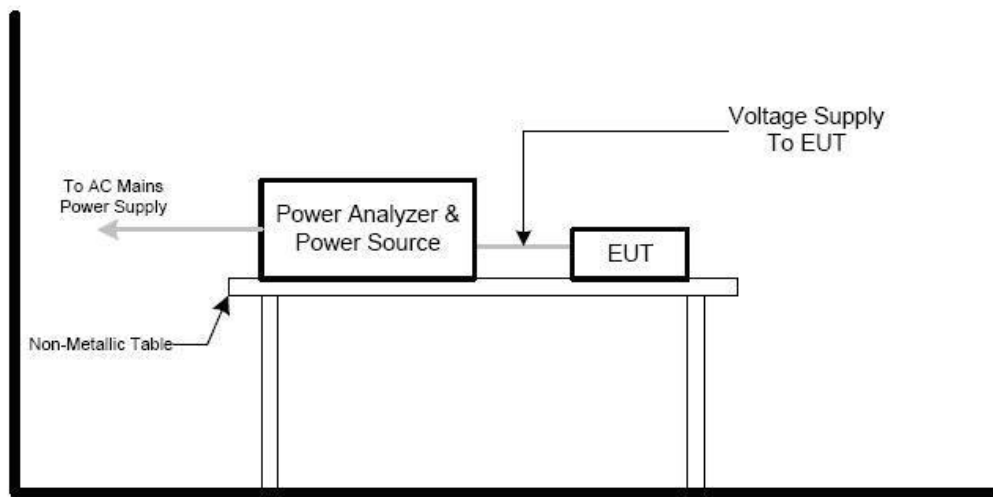 Voltage Supply
To EUT
To AC Mains
Power Supply
Power Analyzer &
Power Source
EUT
Non-Metallic Table